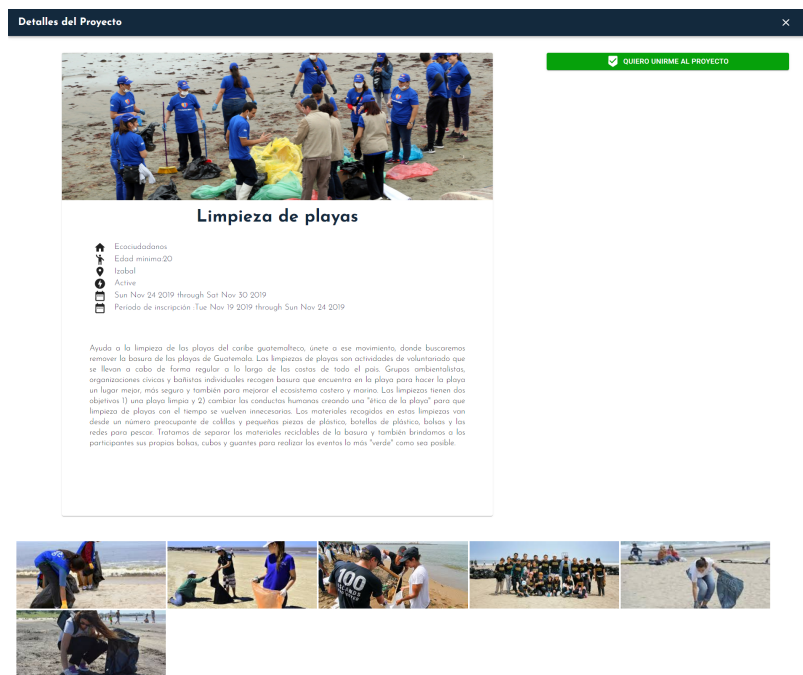 Detalles del Proyecto
QUIERO UNIRME AL PROYECTO
Limpieza de playas
Ecociudadanos
Edad minima:20
Izabal
Active
Sun Nov 24 2019 through Sat Nov 30 2019
Periodo de inscripción :Tue Nov 19 2019 through Sun Nov 24 2019
Ayuda a la limpieza de las playas del caribe guatemalteco, únete a ese movimiento, donde buscaremos
remover la basura de las playas de Guatemala. Las limpiezas de playas son actividades de voluntariado que
se llevan a cabo de forma regular a lo largo de las costas de todo el país. Grupos ambientalistas,
organizaciones cívicas y bañistas individuales recogen basura que encuentra en la playa para hacer la playa
un lugar mejor, más seguro y también para mejorar el ecosistema costero y marino. Las limpiezas tienen dos
objetivos 1) una playa limpia y 2) cambiar las conductas humanas creando una "ética de la playa" para que
limpieza de playas con el tiempo se vuelven innecesarias. Los materiales recogidos en estas limpiezas van
desde un número preocupante de colillas y pequeñas piezas de plástico, botellas de plástico, bolsas y las
redes para pescar. Tratamos de separar los materiales reciclables de la basura y también brindamos a los
participantes sus propias bolsas, cubos y guantes para realizar los eventos lo más "verde" como sea posible.
100